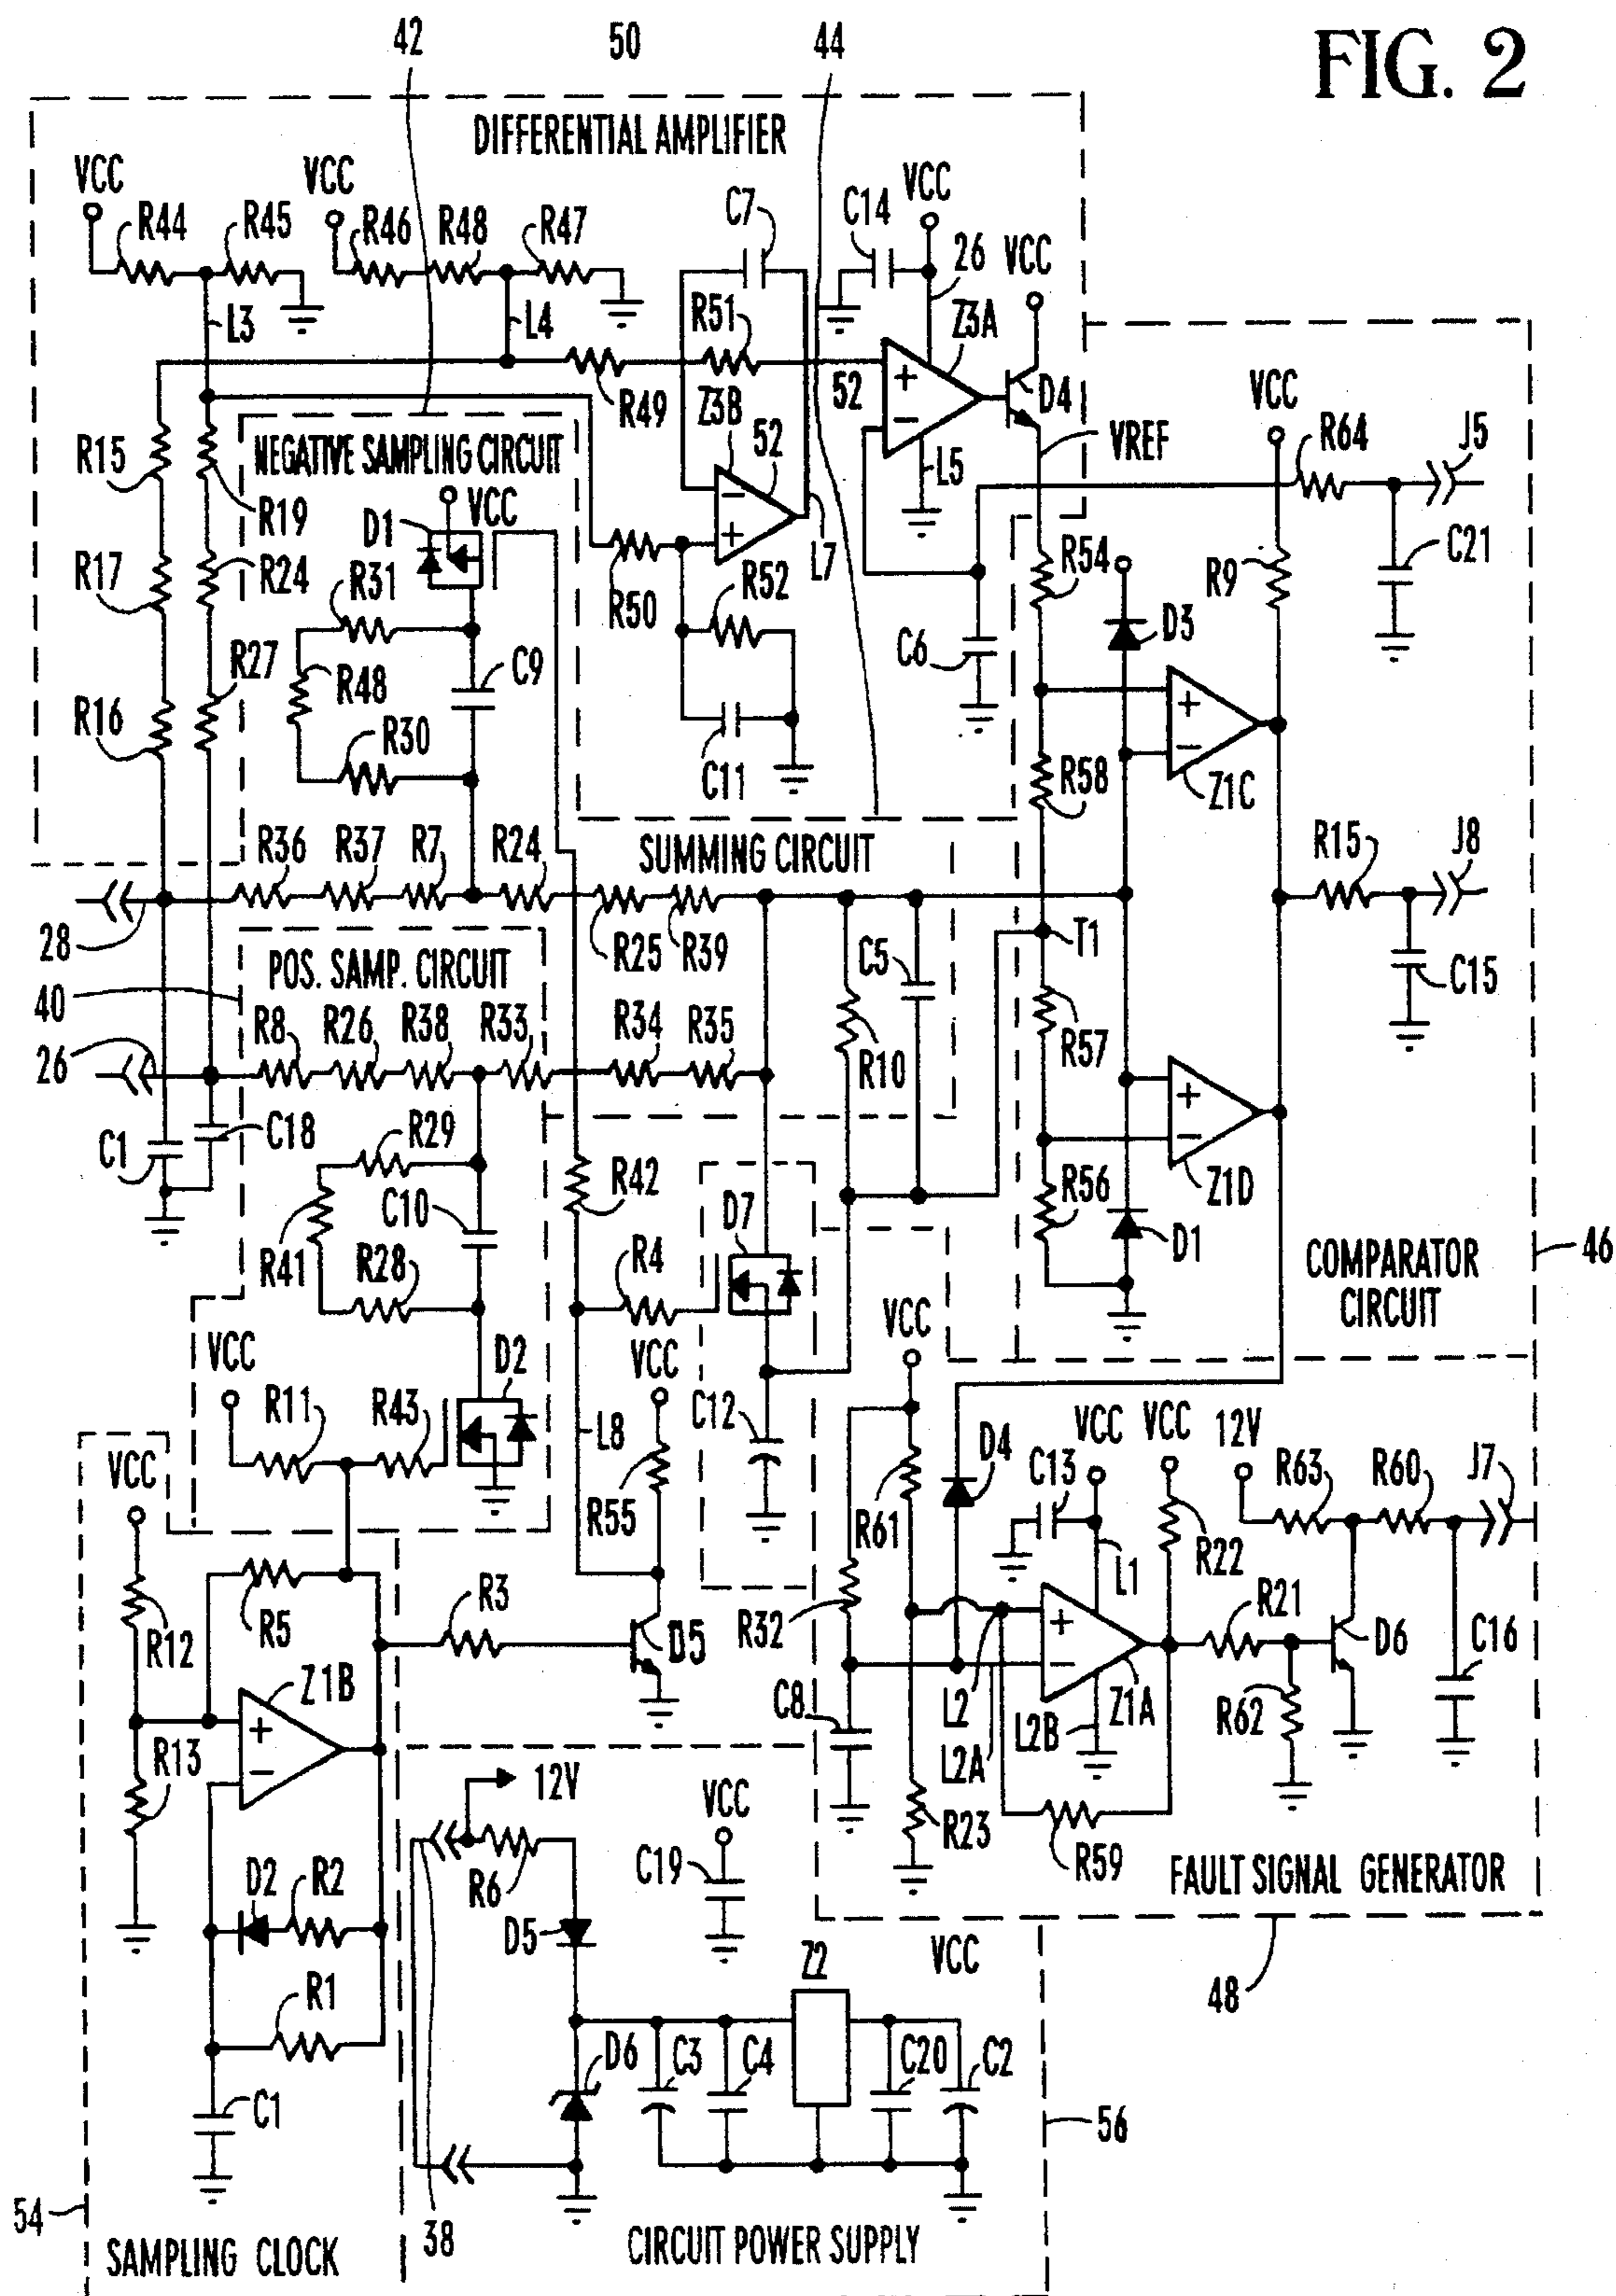 42
50
44
FIG. 2
DIFFERENTIAL AMPLIFIER
VCC
VCC
VCC
VCC
R44
R45
R46
R48
R47
C7
C14
26
L3
L4
R51
Z3A
R49
Z3B
52
52
D4
VREF
VCC
R64
J5
L5
R15
R19
NEGATIVE SAMPLING CIRCUIT
VCC
D1
R17
R24
R31
R50
R52
L7
R54
R9
C21
D3
C6
R16
R27
R48
C9
R30
C11
R58
Z1C
R36
R37
R7
R24
SUMMING CIRCUIT
R15
J8
28
R25
R39
C5
T1
POS. SAMP. CIRCUIT
40
R8
R26
R38
R33
R34
R35
R10
R57
C15
26
C1
C18
R29
R42
R56
Z1D
C10
R41
R28
D7
R4
D1
COMPARATOR
CIRCUIT
46
VCC
D2
VCC
VCC
R11
R43
C12
L8
R55
VCC
D4
C13
VCC
VCC
12V
R63
R60
J7
R61
R22
L1
R12
R5
R3
R32
R21
D5
D6
C16
Z1B
C8
L2
L2A
L2B
Z1A
R62
R13
12V
VCC
R23
R59
C19
R6
FAULT SIGNAL GENERATOR
D2
R2
D5
Z2
VCC
48
R1
D6
C3
C4
C20
C2
C1
56
54
38
SAMPLING CLOCK
CIRCUIT POWER SUPPLY